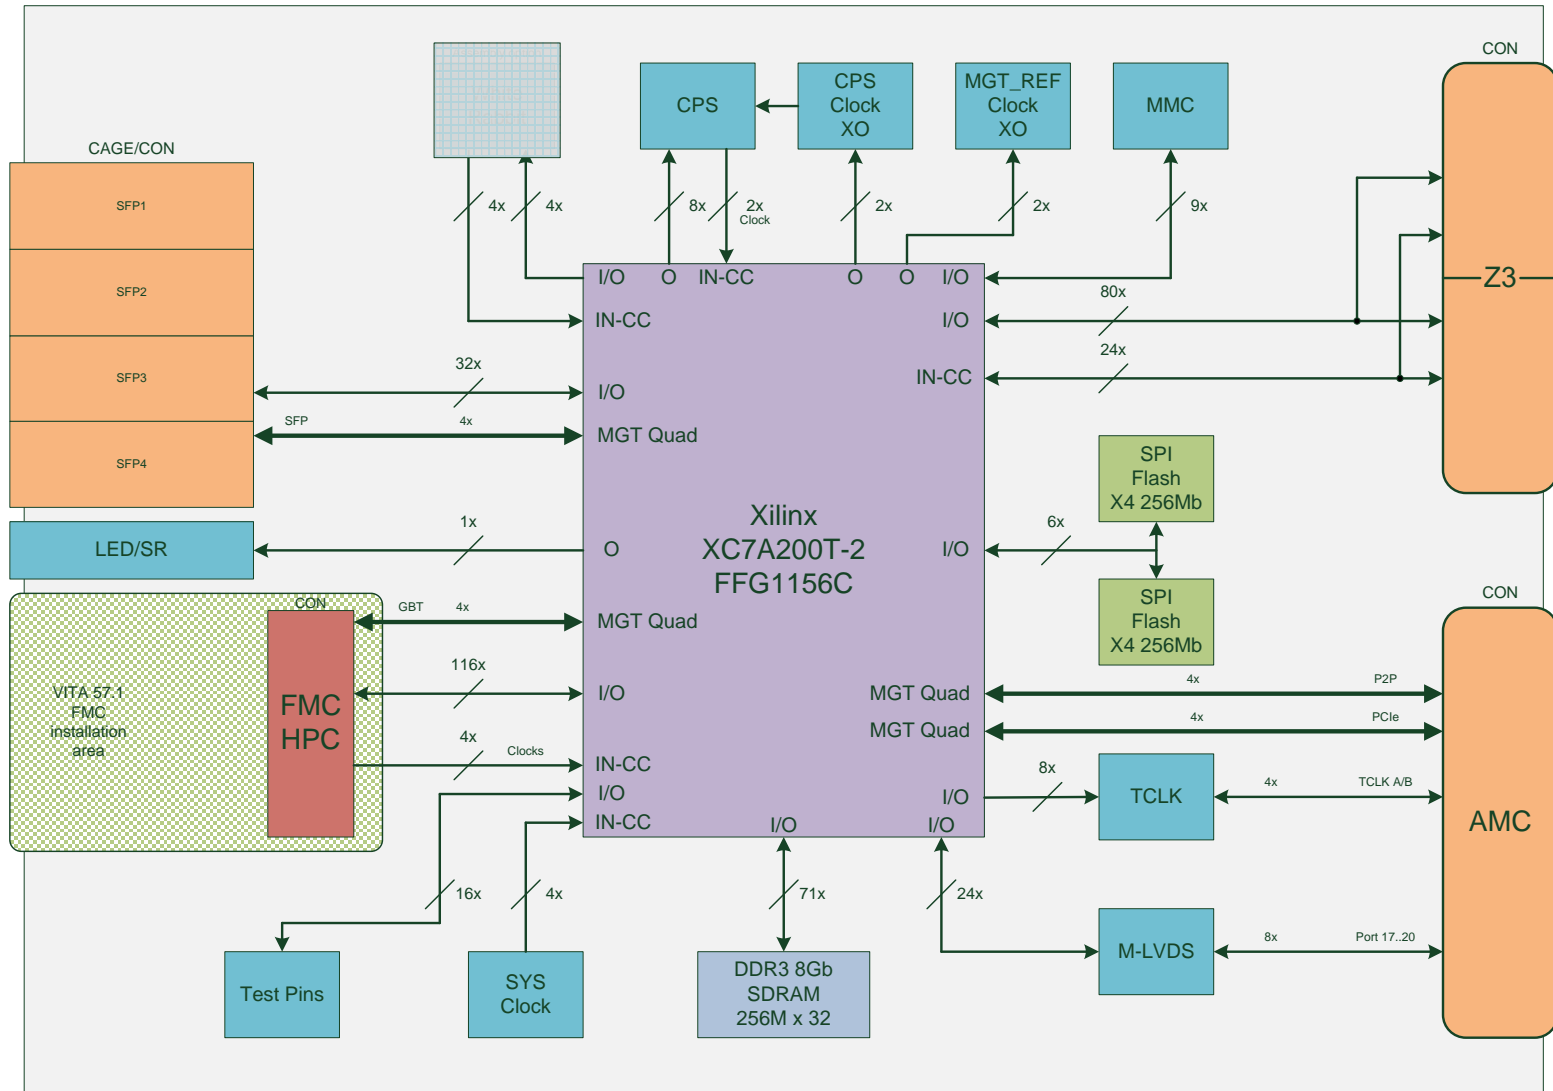 CON
CPS
CPS
Clock
XO
MGT_REF
Clock
XO
MMC
CAGE/CON
SFP1
SFP2
SFP3
SFP4
4x
4x
8x
2x
Clock
2x
2x
9x
Z3
I/O
O
IN-CC
O
O
I/O
IN-CC
80x
I/O
24x
IN-CC
32x
I/O
SFP
4x
MGT Quad
SPI
Flash
X4 256Mb
Xilinx
XC7A200T-2
FFG1156C
LED/SR
1x
O
6x
I/O
SPI
Flash
X4 256Mb
CON
VITA 57.1
FMC
installation
area
CON
FMC
HPC
GBT
4x
MGT Quad
116x
I/O
4x
Clocks
IN-CC
I/O
IN-CC
MGT Quad
4x
P2P
MGT Quad
4x
PCIe
I/O
8x
TCLK
4x
TCLK A/B
AMC
I/O
I/O
16x
4x
71x
24x
Test Pins
SYS
Clock
DDR3 8Gb
SDRAM
256M x 32
M-LVDS
8x
Port 17..20